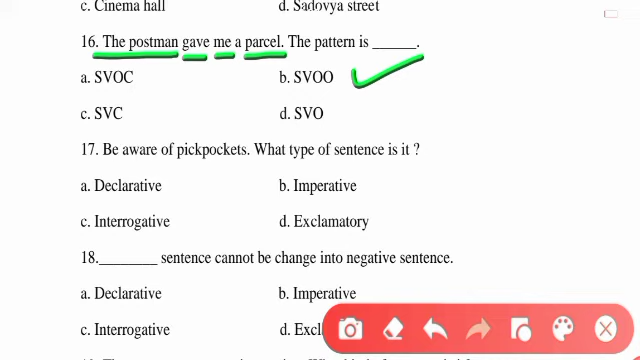 c. Cinema hall d. Sadovya street
16. The postman gave me a parcel. The pattern is ______.
a. SVOC b. SVOO
c. SVC d. SVO
17. Be aware of pickpockets. What type of sentence is it ?
a. Declarative b. Imperative
c. Interrogative d. Exclamatory
18.________ sentence cannot be change into negative sentence.
a. Declarative b. Imperative
c. Interrogative d.